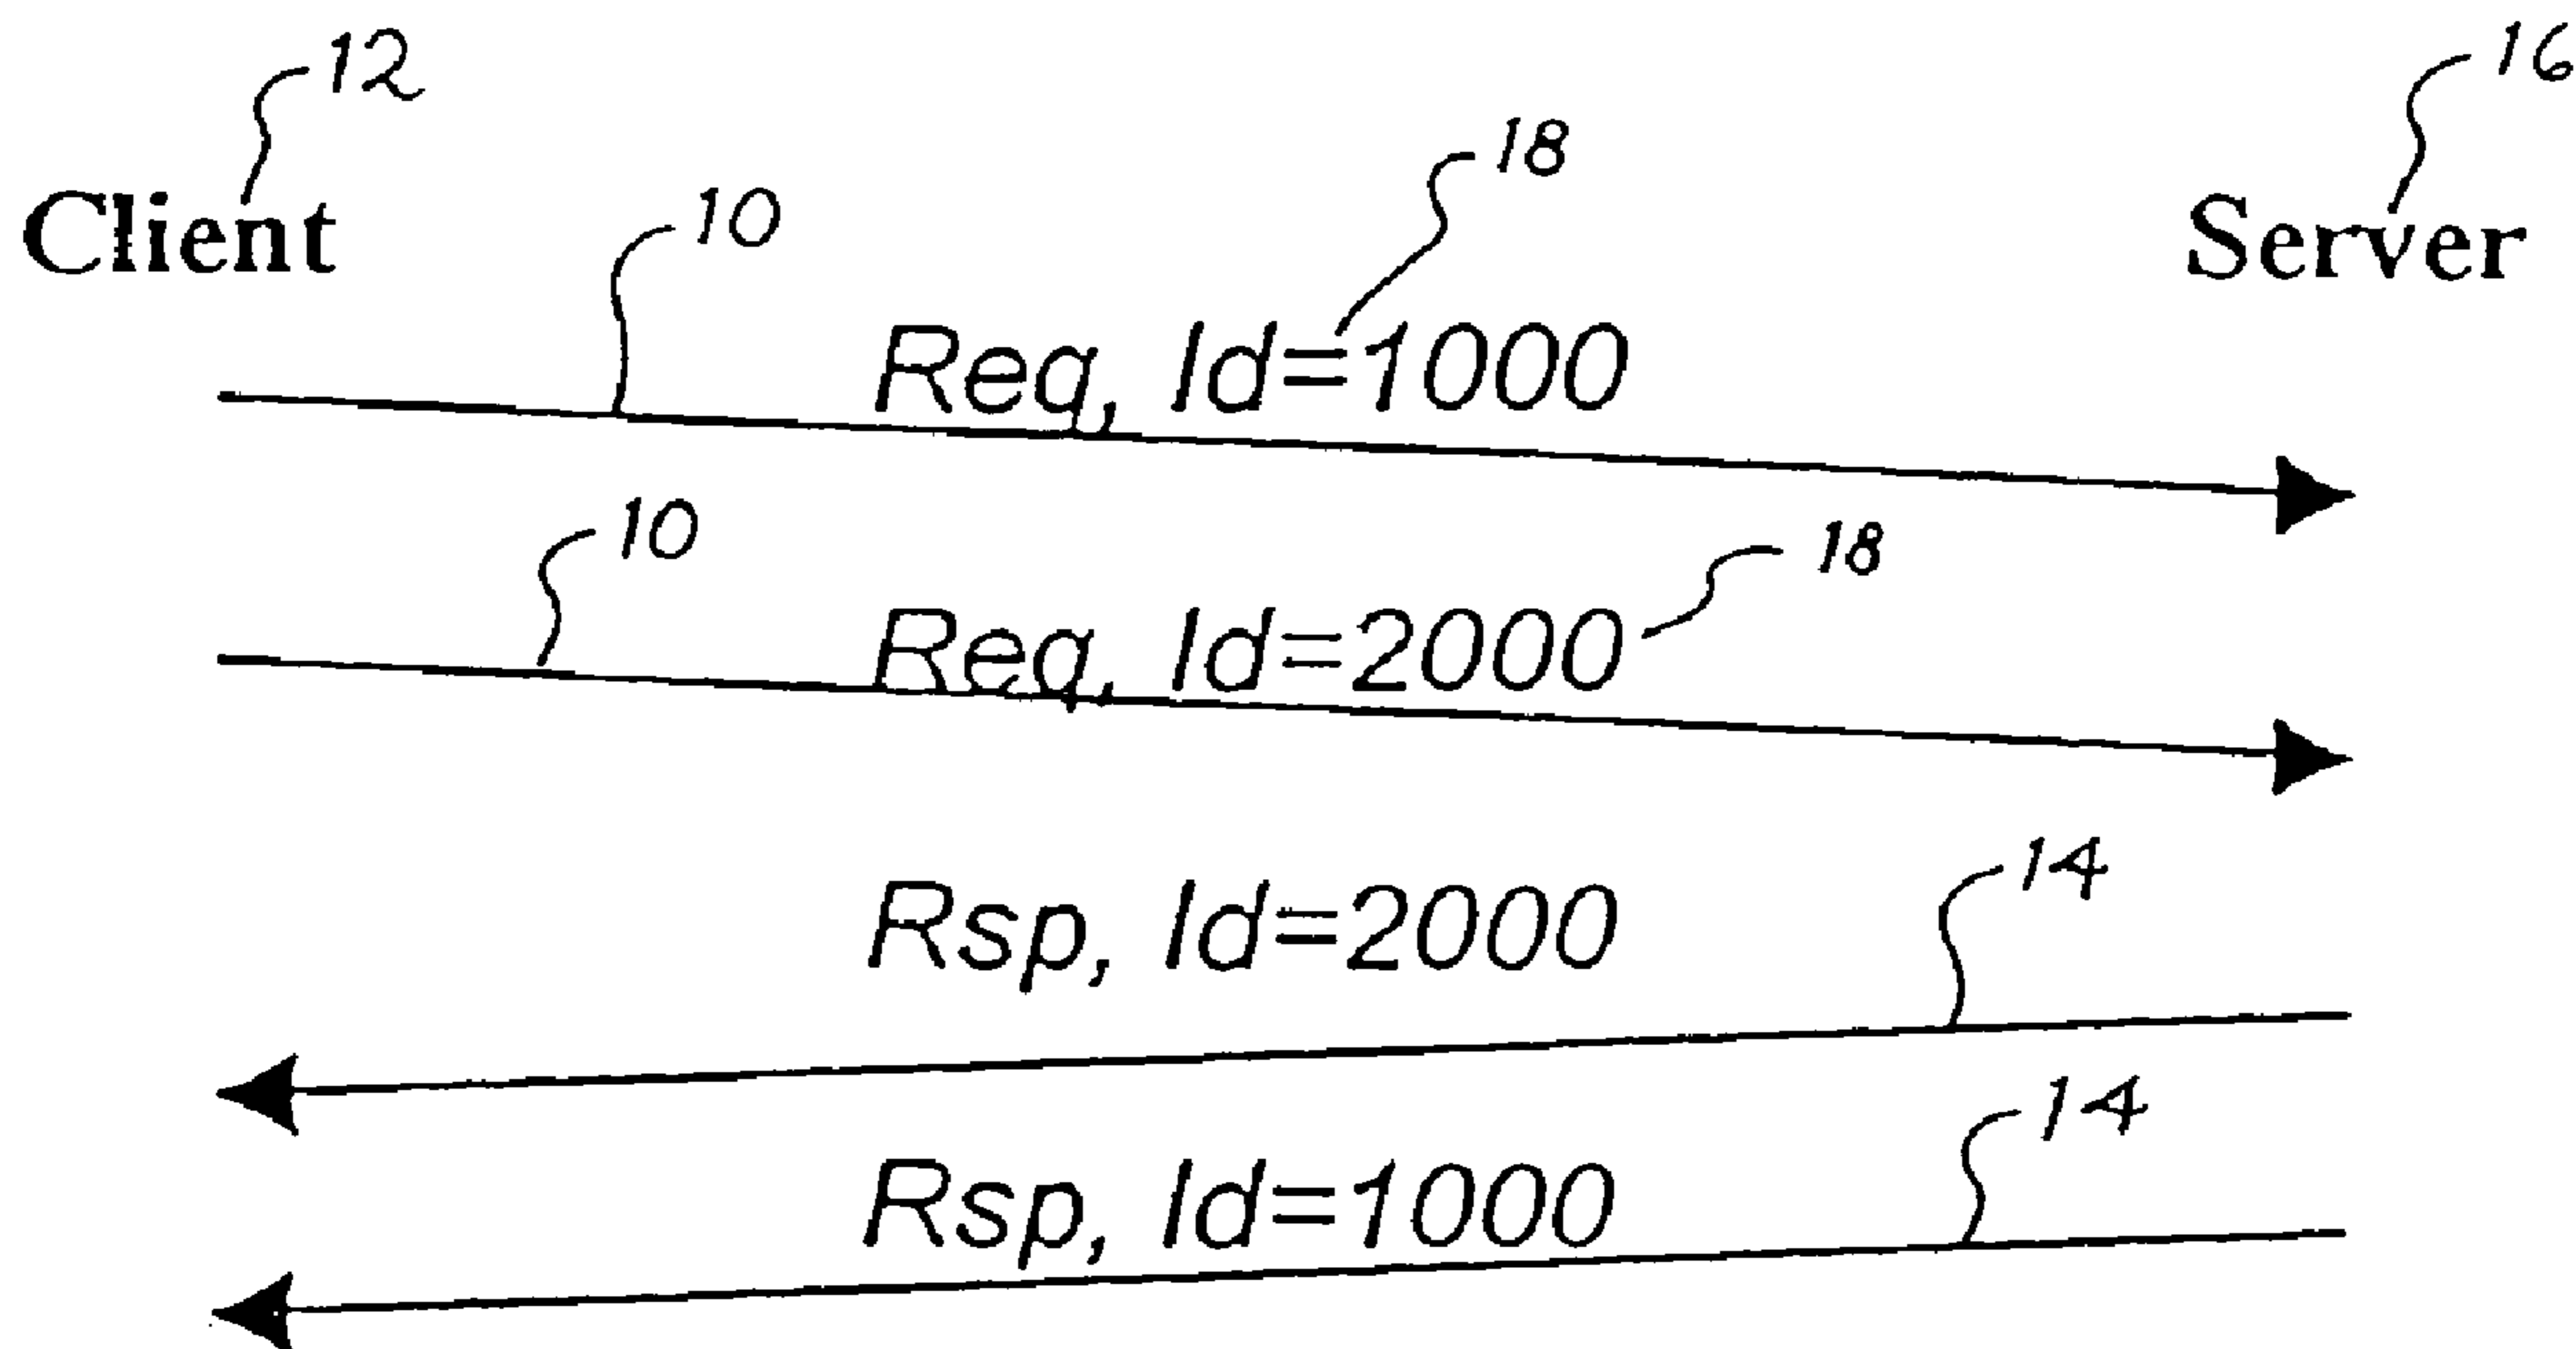 12
16
18
10
Client
Server
Req, Id=1000
10
18
Req, Id=2000
14
Rsp, Id=2000
14
Rsp, Id=1000